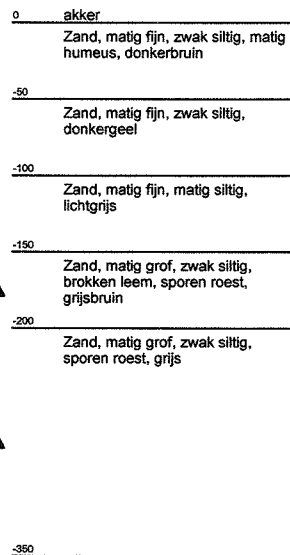 0 akker
Zand, matig fijn, zwak siltig, matig
humeus, donkerbruin
-50
Zand, matig fijn, zwak siltig,
donkergeel
-100
Zand, matig fijn, matig siltig,
lichtgrijs
-150
Zand, matig grof, zwak siltig,
brokken leem, sporen roest,
grijsbruin
-200
Zand, matig grof, zwak siltig,
sporen roest, grijs
-350